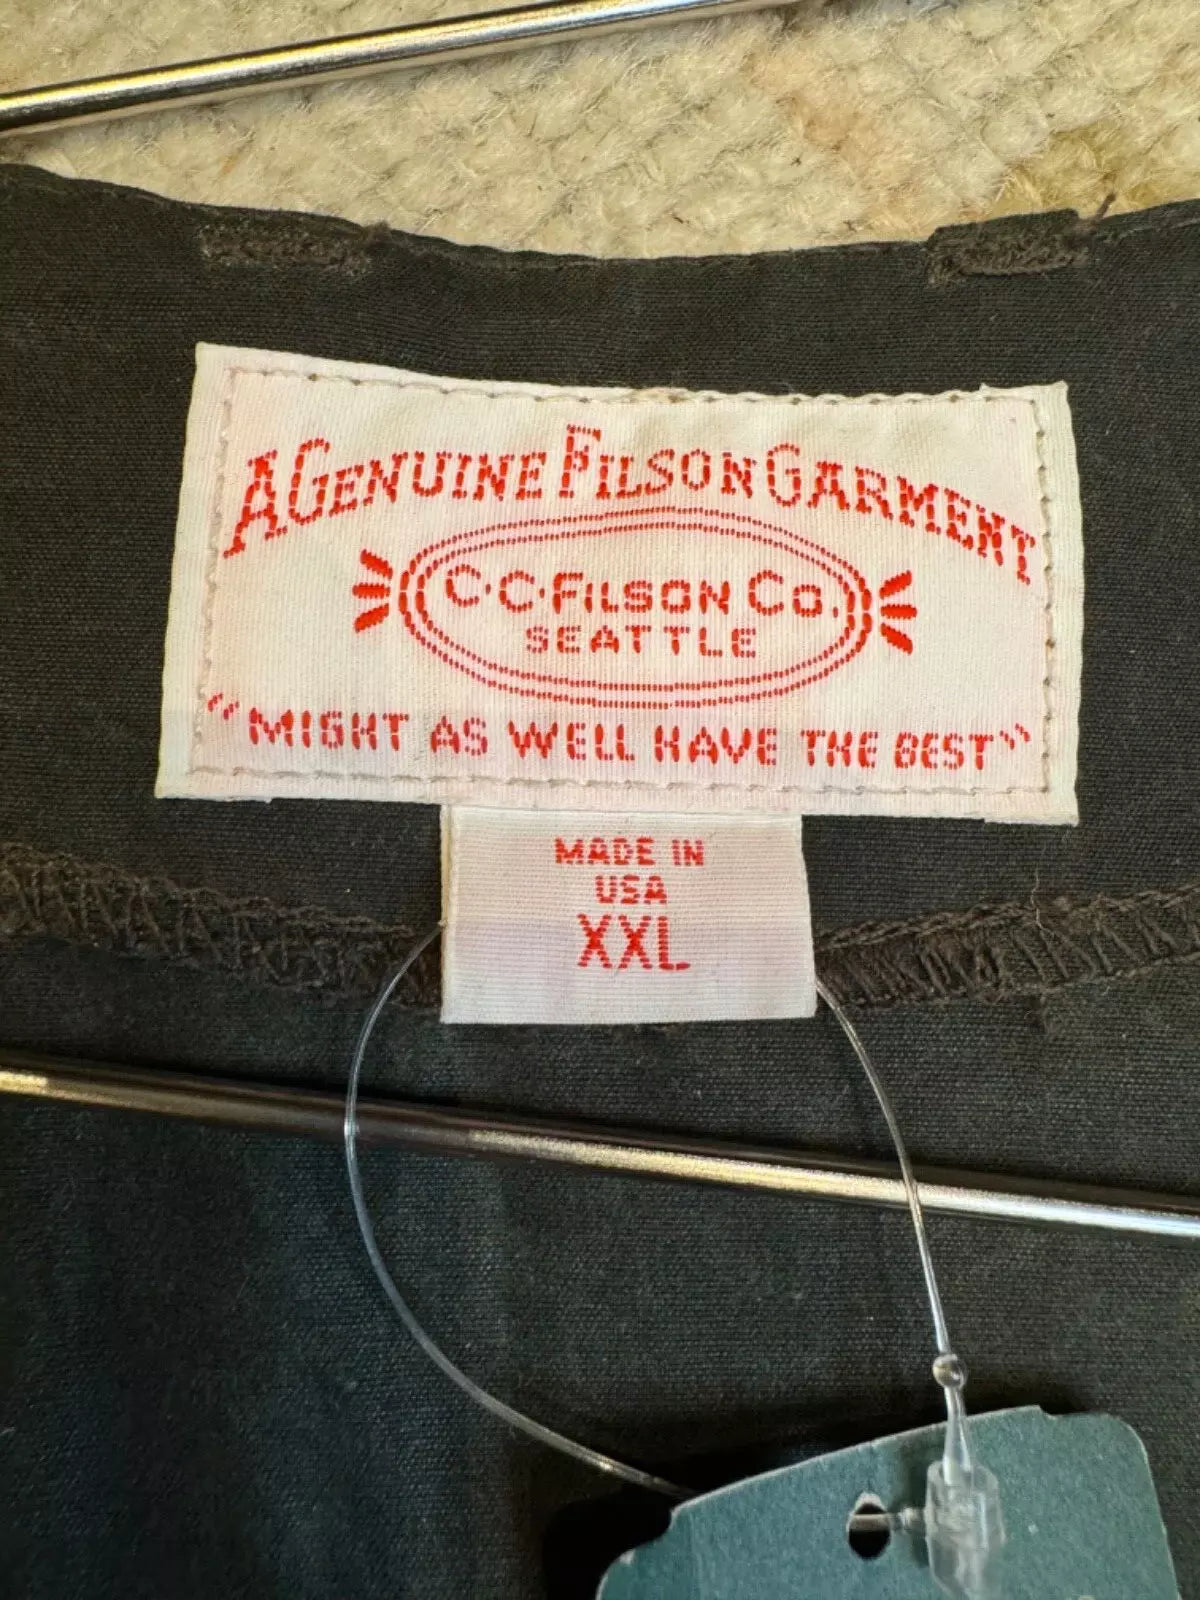 A GENUINE FILSON GARMENT
C·C·FILSON CO.
SEATTLE
"MIGHT AS WELL HAVE THE BEST"
MADE IN
USA
XXL